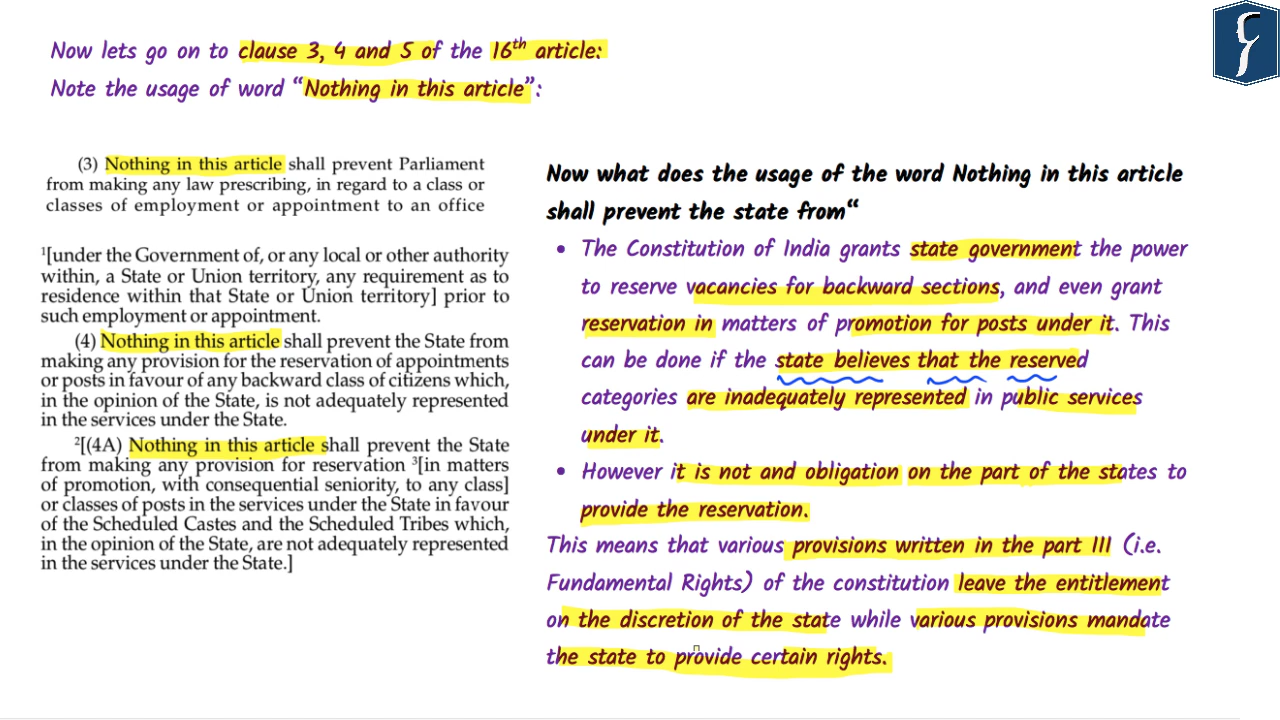 Now lets go on to clause 3, 4 and 5 of the 16th article:
Note the usage of word “Nothing in this article”:
(3) Nothing in this article shall prevent Parliament
from making any law prescribing, in regard to a class or
classes of employment or appointment to an office
1[under the Government of, or any local or other authority
within, a State or Union territory, any requirement as to
residence within that State or Union territory] prior to
such employment or appointment.
(4) Nothing in this article shall prevent the State from
making any provision for the reservation of appointments
or posts in favour of any backward class of citizens which,
in the opinion of the State, is not adequately represented
in the services under the State.
2[(4A) Nothing in this article shall prevent the State
from making any provision for reservation 3[in matters
of promotion, with consequential seniority, to any class]
or classes of posts in the services under the State in favour
of the Scheduled Castes and the Scheduled Tribes which,
in the opinion of the State, are not adequately represented
in the services under the State.]
Now what does the usage of the word Nothing in this article
shall prevent the state from“
• The Constitution of India grants state government the power
to reserve vacancies for backward sections, and even grant
reservation in matters of promotion for posts under it. This
can be done if the state believes that the reserved
categories are inadequately represented in public services
under it.
• However it is not and obligation on the part of the states to
provide the reservation.
This means that various provisions written in the part III (i.e.
Fundamental Rights) of the constitution leave the entitlement
on the discretion of the state while various provisions mandate
the state to provide certain rights.